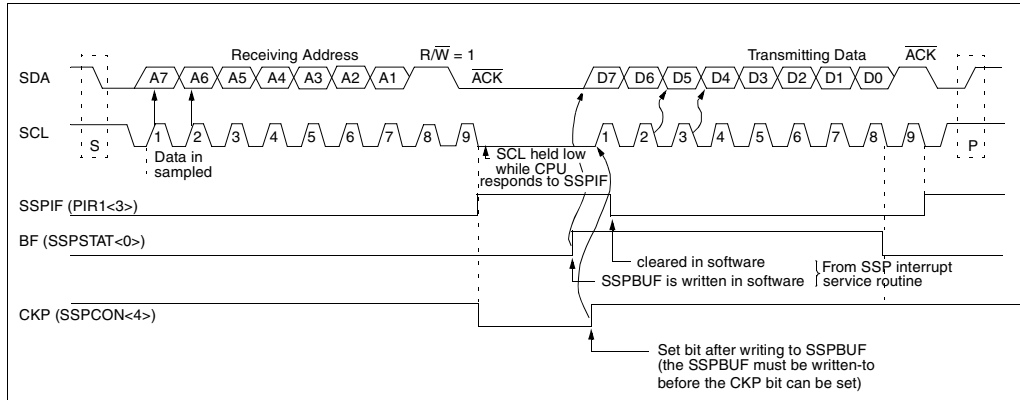 Receiving Address R/W = 1 Transmitting Data ACK
SDA A7 A6 A5 A4 A3 A2 A1 ACK D7 D6 D5 D4 D3 D2 D1 D0
SCL 1 2 3 4 5 6 7 8 9 1 2 3 4 5 6 7 8 9
S P
Data in
sampled
SCL held low
while CPU
responds to SSPIF
SSPIF (PIR1<3>)
BF (SSPSTAT<0>)
cleared in software
SSPBUF is written in software
From SSP interrupt
service routine
CKP (SSPCON<4>)
Set bit after writing to SSPBUF
(the SSPBUF must be written-to
before the CKP bit can be set)